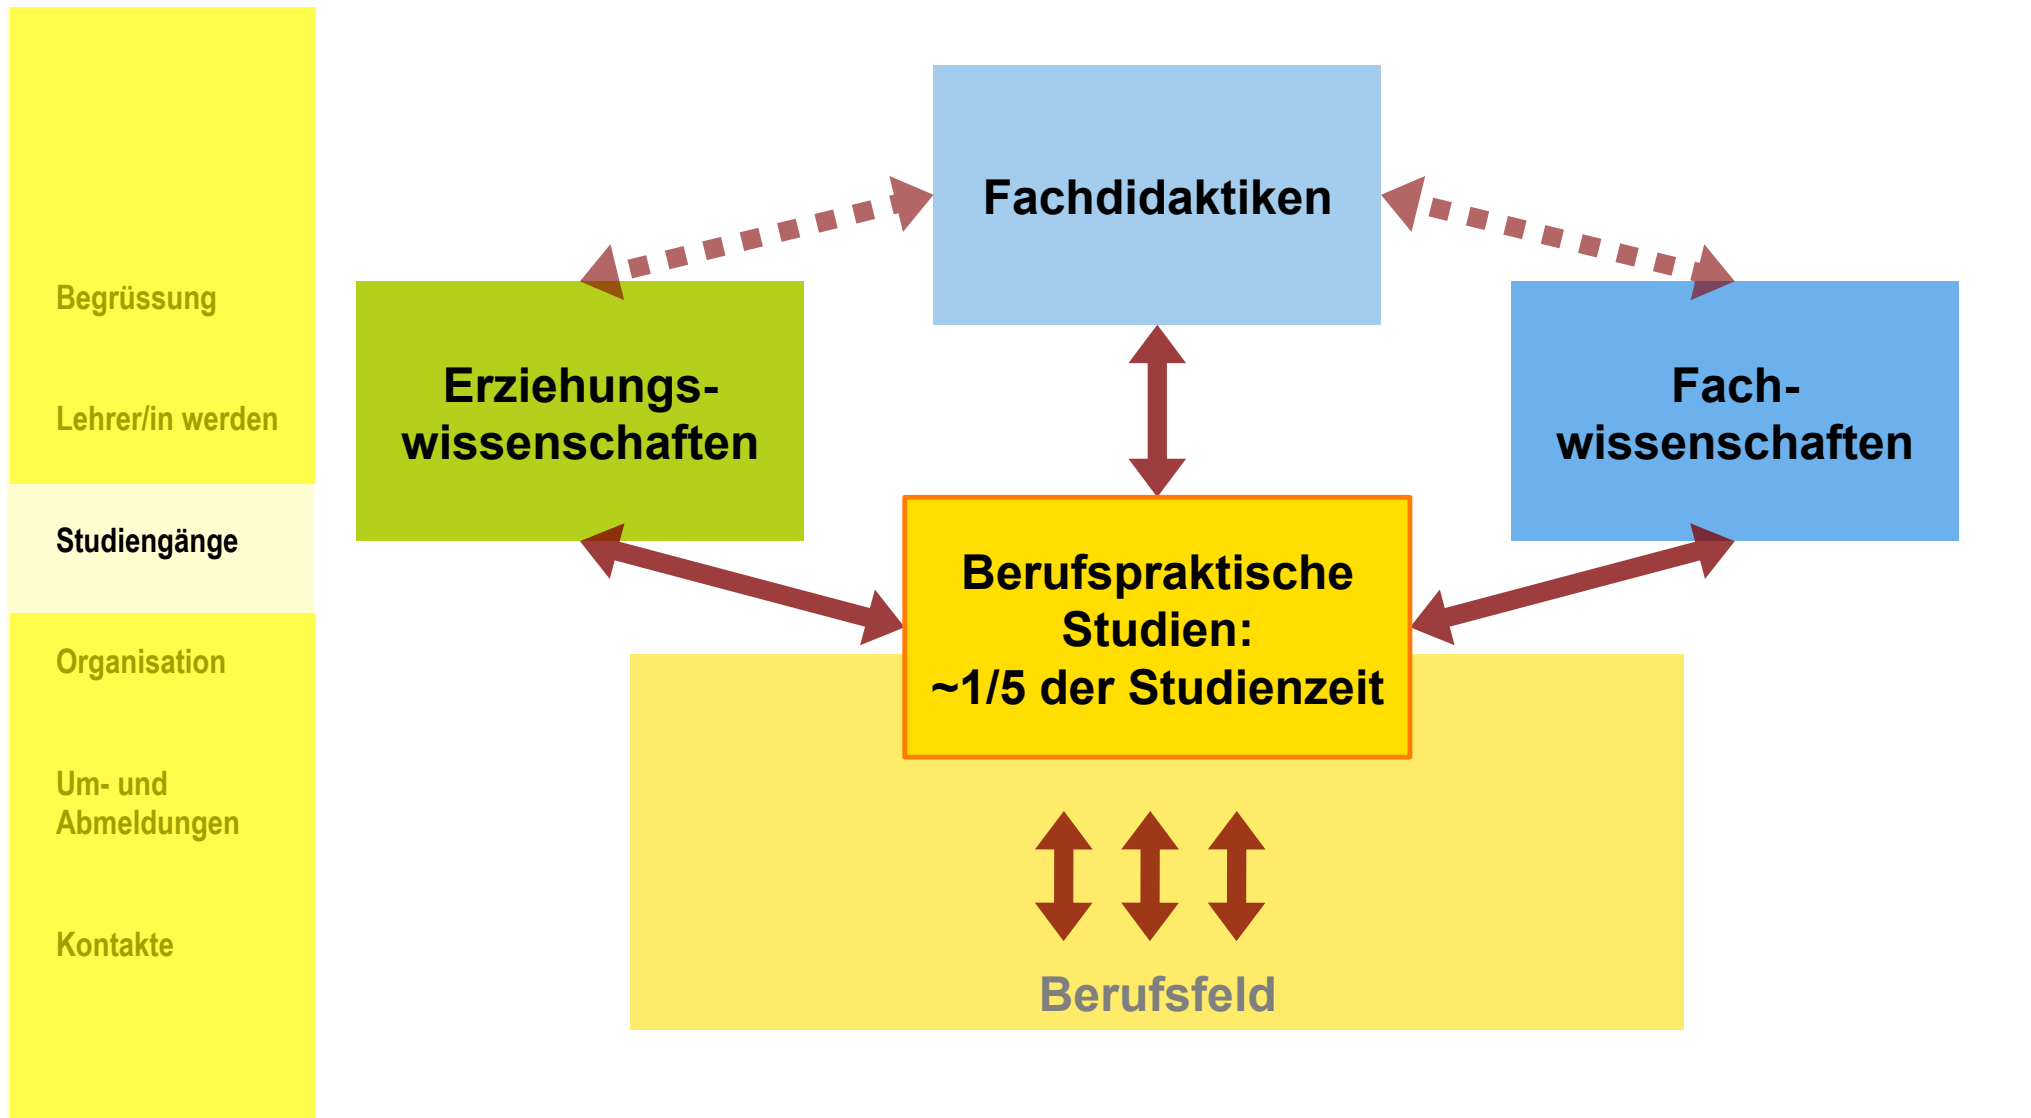 Begrüssung
Lehrer/in werden
Studiengänge
Organisation
Um- und
Abmeldungen
Kontakte
Fachdidaktiken
Erziehungs-
wissenschaften
Fach-
wissenschaften
Berufspraktische
Studien:
~1/5 der Studienzeit
Berufsfeld